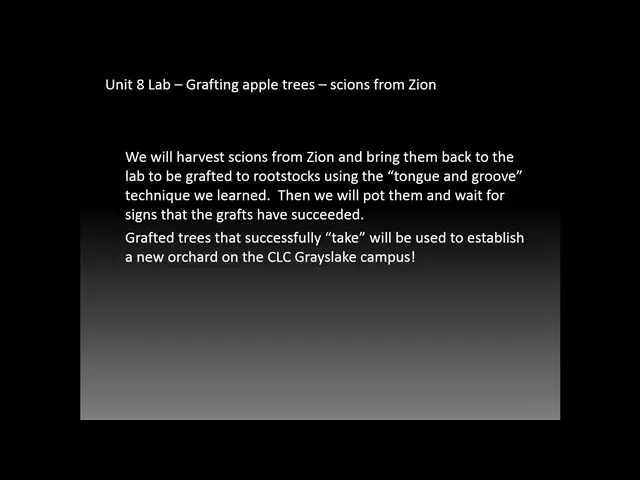 Unit 8 Lab – Grafting apple trees – scions from Zion
We will harvest scions from Zion and bring them back to the
lab to be grafted to rootstocks using the “tongue and groove”
technique we learned.  Then we will pot them and wait for
signs that the grafts have succeeded.
Grafted trees that successfully “take” will be used to establish
a new orchard on the CLC Grayslake campus!